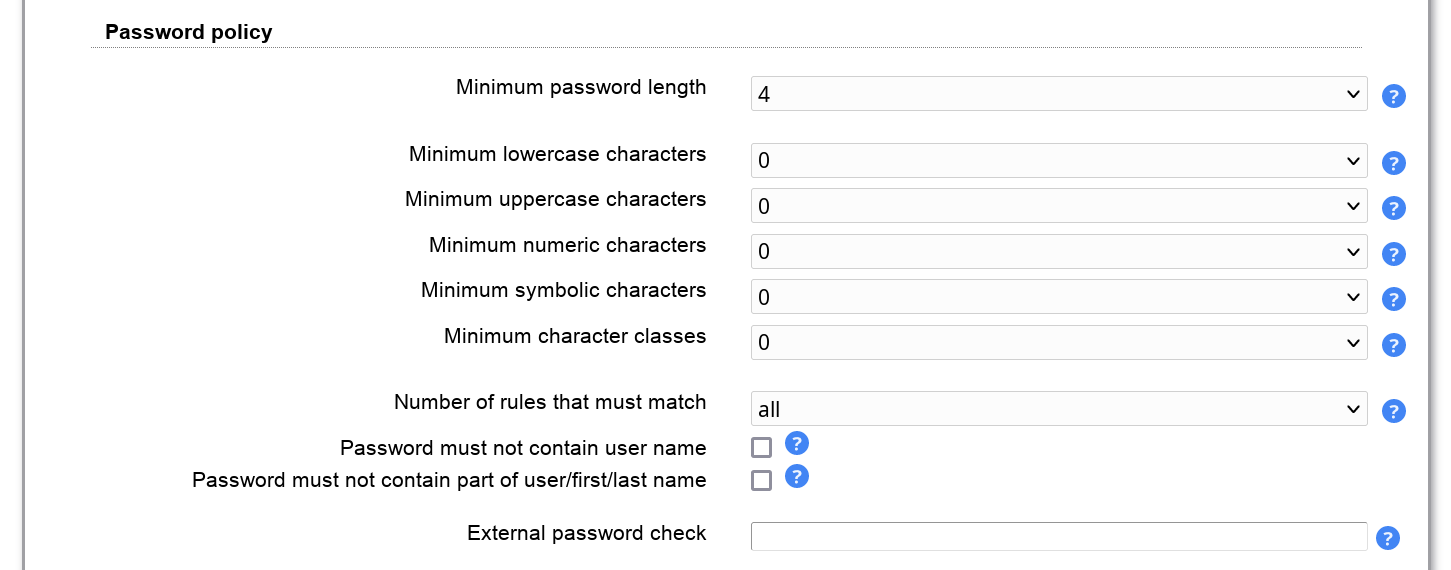 Password policy
Minimum password length 4 ?
Minimum lowercase characters 0 ?
Minimum uppercase characters 0 ?
Minimum numeric characters 0 ?
Minimum symbolic characters 0 ?
Minimum character classes 0 ?
Number of rules that must match all ?
Password must not contain user name ?
Password must not contain part of user/first/last name ?
External password check ?